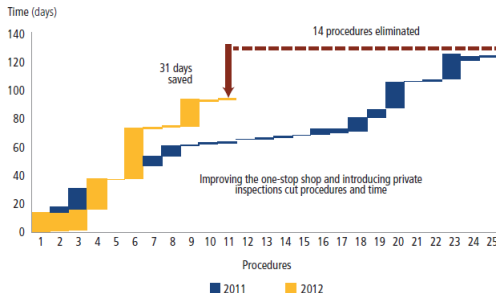 Time (days)
140
14 procedures eliminated
120
31 days
saved
100
80
60
40
Improving the one-stop shop and introducing private
inspections cut procedures and time
20
0
1 2 3 4 5 6 7 8 9 10 11 12 13 14 15 16 17 18 19 20 21 22 23 24 25
Procedures
2011 2012